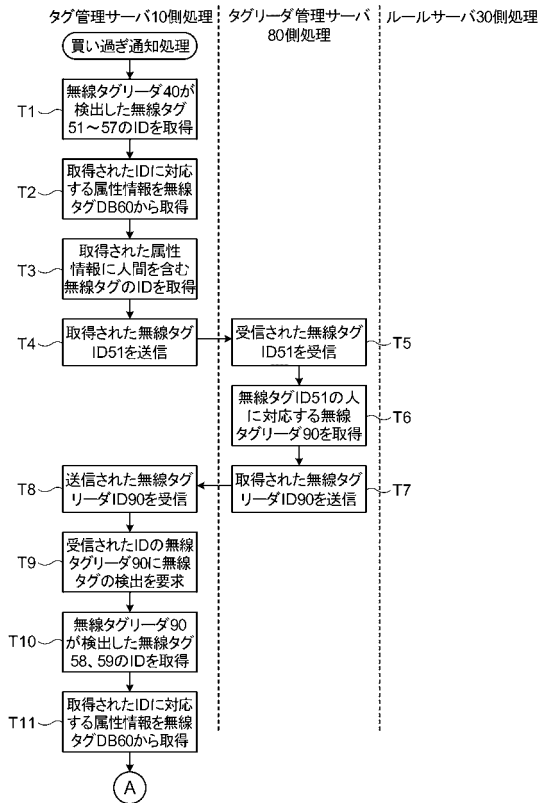 タグ管理サーバ10側処理
タグリーダ管理サーバ
80側処理
ルールサーバ30側処理
買い過ぎ通知処理
T1
無線タグリーダ40が
検出した無線タグ
51～57のIDを取得
T2
取得されたIDに対応
する属性情報を無線
タグDB60から取得
T3
取得された属性
情報に人間を含む
無線タグのIDを取得
T4
取得された無線タグ
ID51を送信
受信された無線タグ
ID51を受信
T5
無線タグID51の人
に対応する無線
タグリーダ90を取得
T6
T8
送信された無線タグ
リーダID90を受信
取得された無線タグ
リーダID90を送信
T7
T9
受信されたIDの無線
タグリーダ90に無線
タグの検出を要求
T10
無線タグリーダ90
が検出した無線タグ
58、59のIDを取得
T11
取得されたIDに対応
する属性情報を無線
タグDB60から取得
A